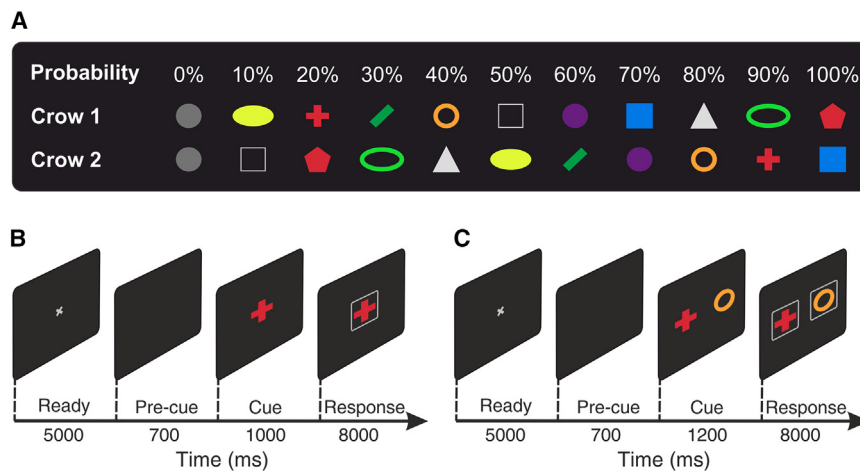 A
Probability 0% 10% 20% 30% 40% 50% 60% 70% 80% 90% 100%
Crow 1
Crow 2
B
Ready Pre-cue Cue Response
5000 700 1000 8000
Time (ms)
C
Ready Pre-cue Cue Response
5000 700 1200 8000
Time (ms)